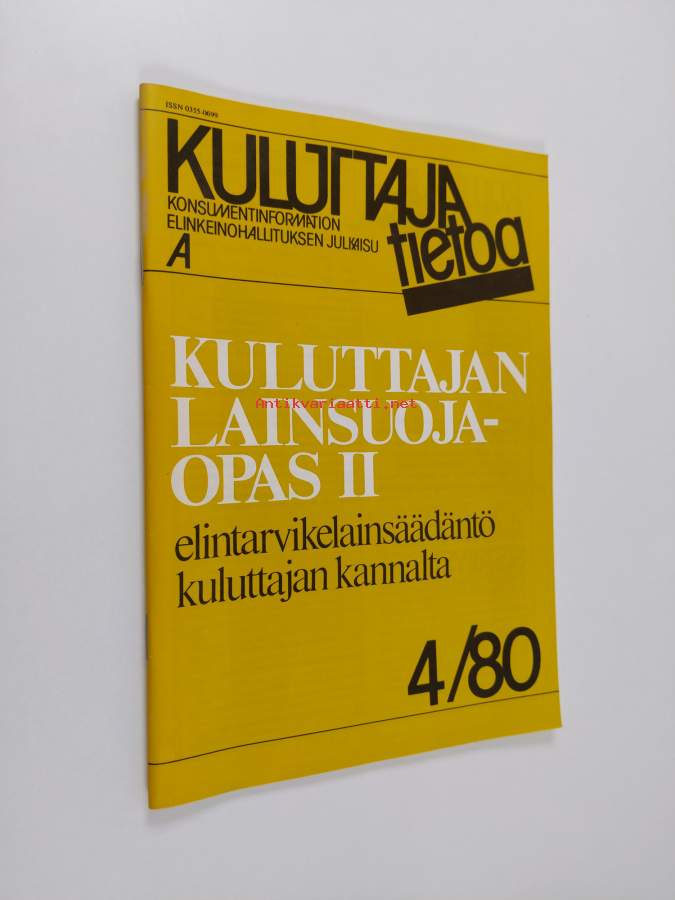 ISSN 0355-0699
KULUTTAJA
tietoa
KONSUMENTINFORMATION
ELINKEINOHALLITUKSEN JULKAISU
A
KULUTTAJAN
Antikvariaatti.net
LAINSUOJA-
OPAS II
elintarvikelainsäädäntö
kuluttajan kannalta
4/80